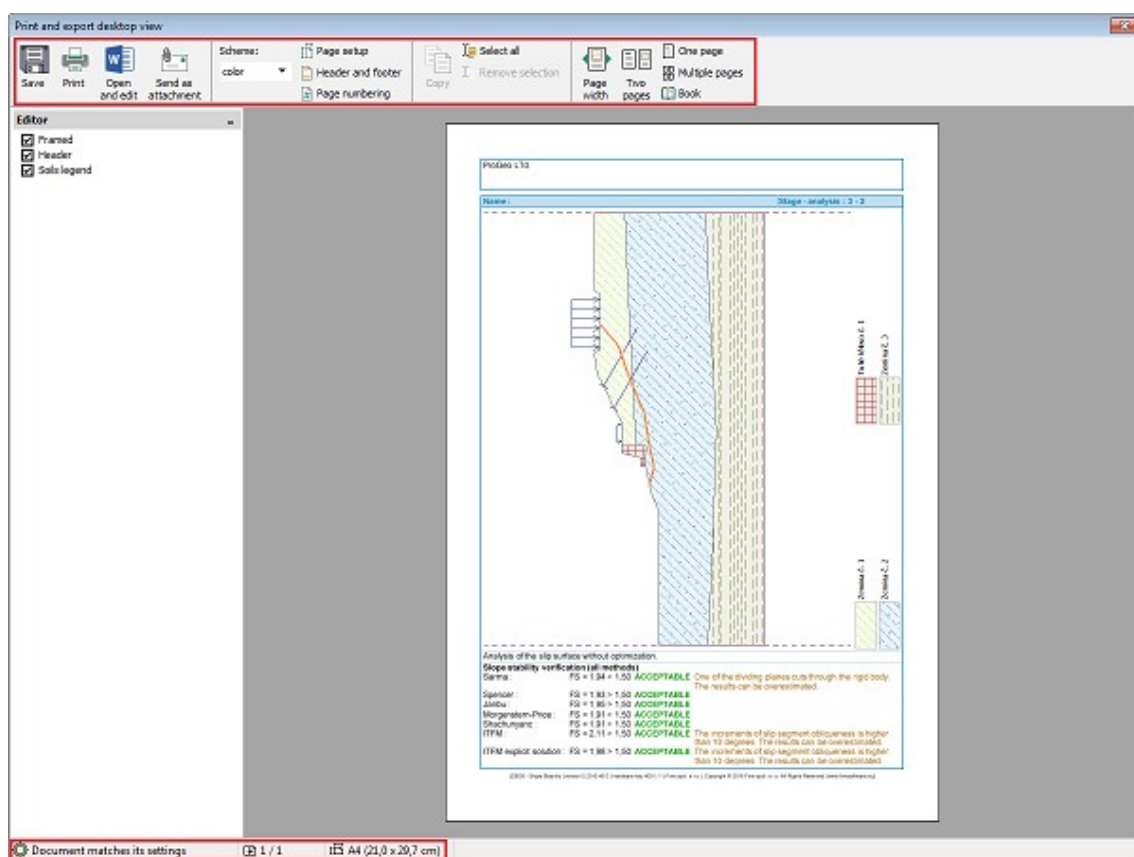 Print and export desktop view
Save
Print
Open and edit
Send as attachment
Scheme:
color
Page setup
Header and footer
Page numbering
Copy
Select all
Remove selection
Page width
Two pages
One page
Multiple pages
Book
Editor
Framed
Header
Soils legend
Name :
Stage - analysis : 3 - 2
Zemina č. 3
Zemina č. 1
Zemina č. 2
Analysis of the slip surface without optimization.
Slope stability verification (all methods)
Sarma : FS = 1.94 > 1.50 ACCEPTABLE One of the dividing planes cuts through the rigid body.
The results can be overestimated.
Spencer : FS = 1.93 > 1.50 ACCEPTABLE
Janbu : FS = 1.95 > 1.50 ACCEPTABLE
Morgenstern-Price : FS = 1.91 > 1.50 ACCEPTABLE
Shachunyanc : FS = 1.91 > 1.50 ACCEPTABLE
ITFM : FS = 2.11 > 1.50 ACCEPTABLE The increments of slip segment obliqueness is higher
than 10 degrees. The results can be overestimated.
ITFM explicit solution : FS = 1.98 > 1.50 ACCEPTABLE The increments of slip segment obliqueness is higher
than 10 degrees. The results can be overestimated.
Document matches its settings
1 / 1
A4 (21,0 x 29,7 cm)